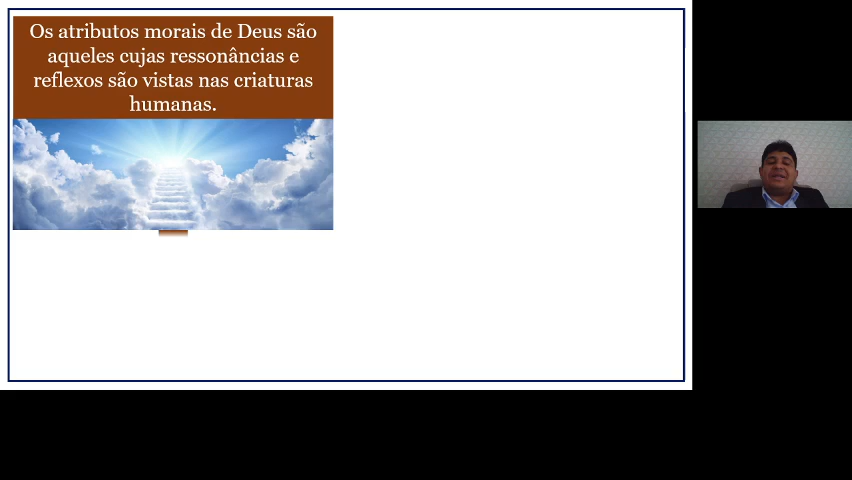 Os atributos morais de Deus são
aqueles cujas ressonâncias e
reflexos são vistas nas criaturas
humanas.